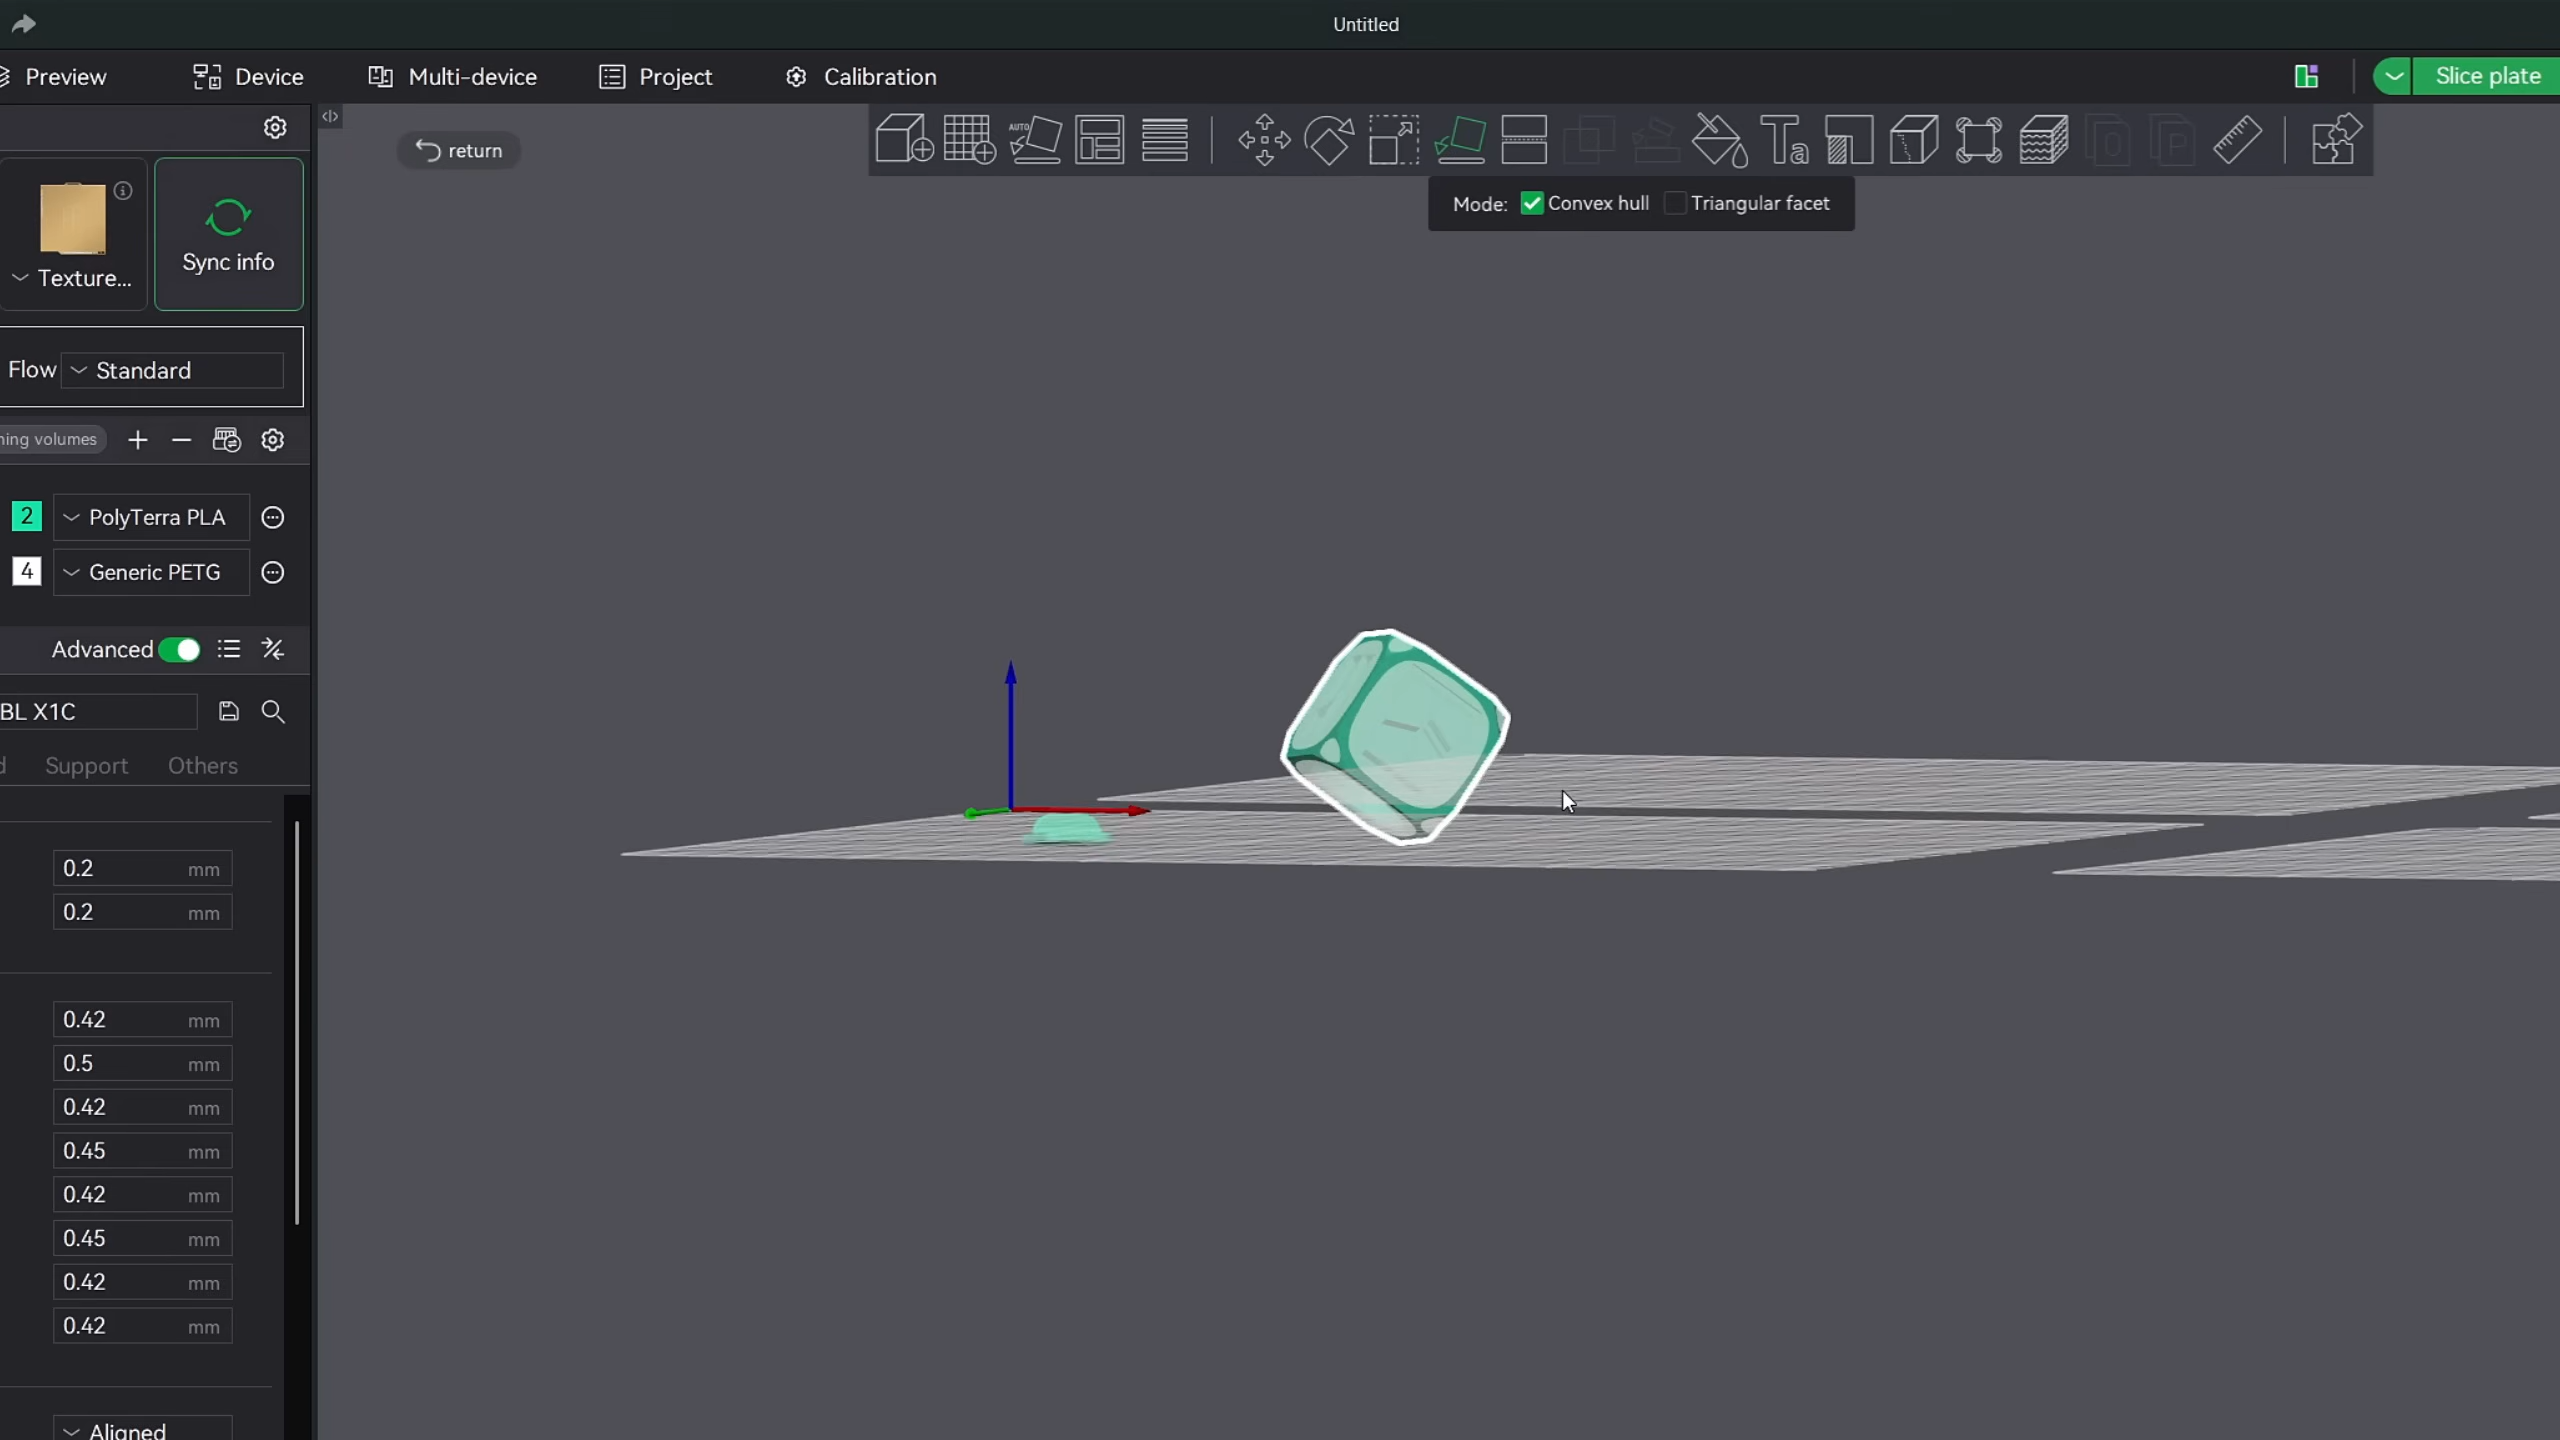 Untitled
Preview Device Multi-device Project Calibration Slice plate
return
AUTO Ta
Mode: Convex hull Triangular facet
Texture... Sync info
Flow Standard
ning volumes
2 PolyTerra PLA
4 Generic PETG
Advanced
BL X1C
d Support Others
0.2 mm
0.2 mm
0.42 mm
0.5 mm
0.42 mm
0.45 mm
0.42 mm
0.45 mm
0.42 mm
0.42 mm
Aligned